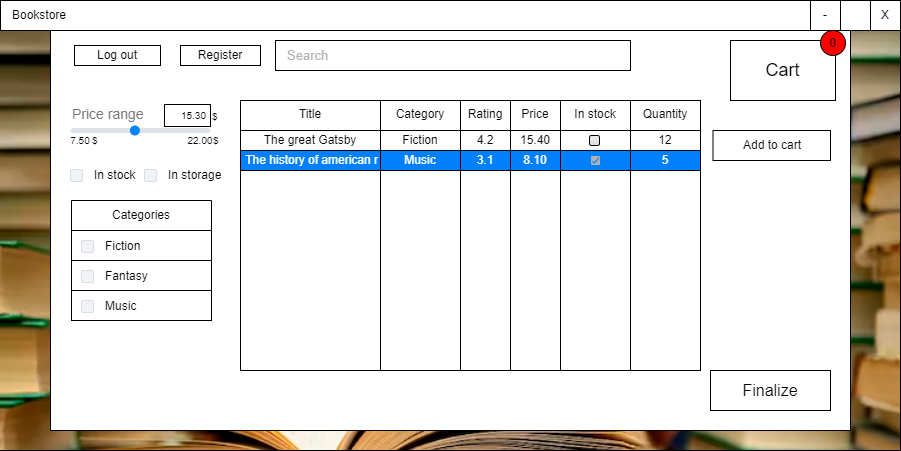 Bookstore - X
Log out Register Search Cart 0
Price range 15.30 $
7.50 $ 22.00$
In stock In storage
Categories
Fiction
Fantasy
Music
Title Category Rating Price In stock Quantity
The great Gatsby Fiction 4.2 15.40 12
The history of american r Music 3.1 8.10 5
Add to cart
Finalize